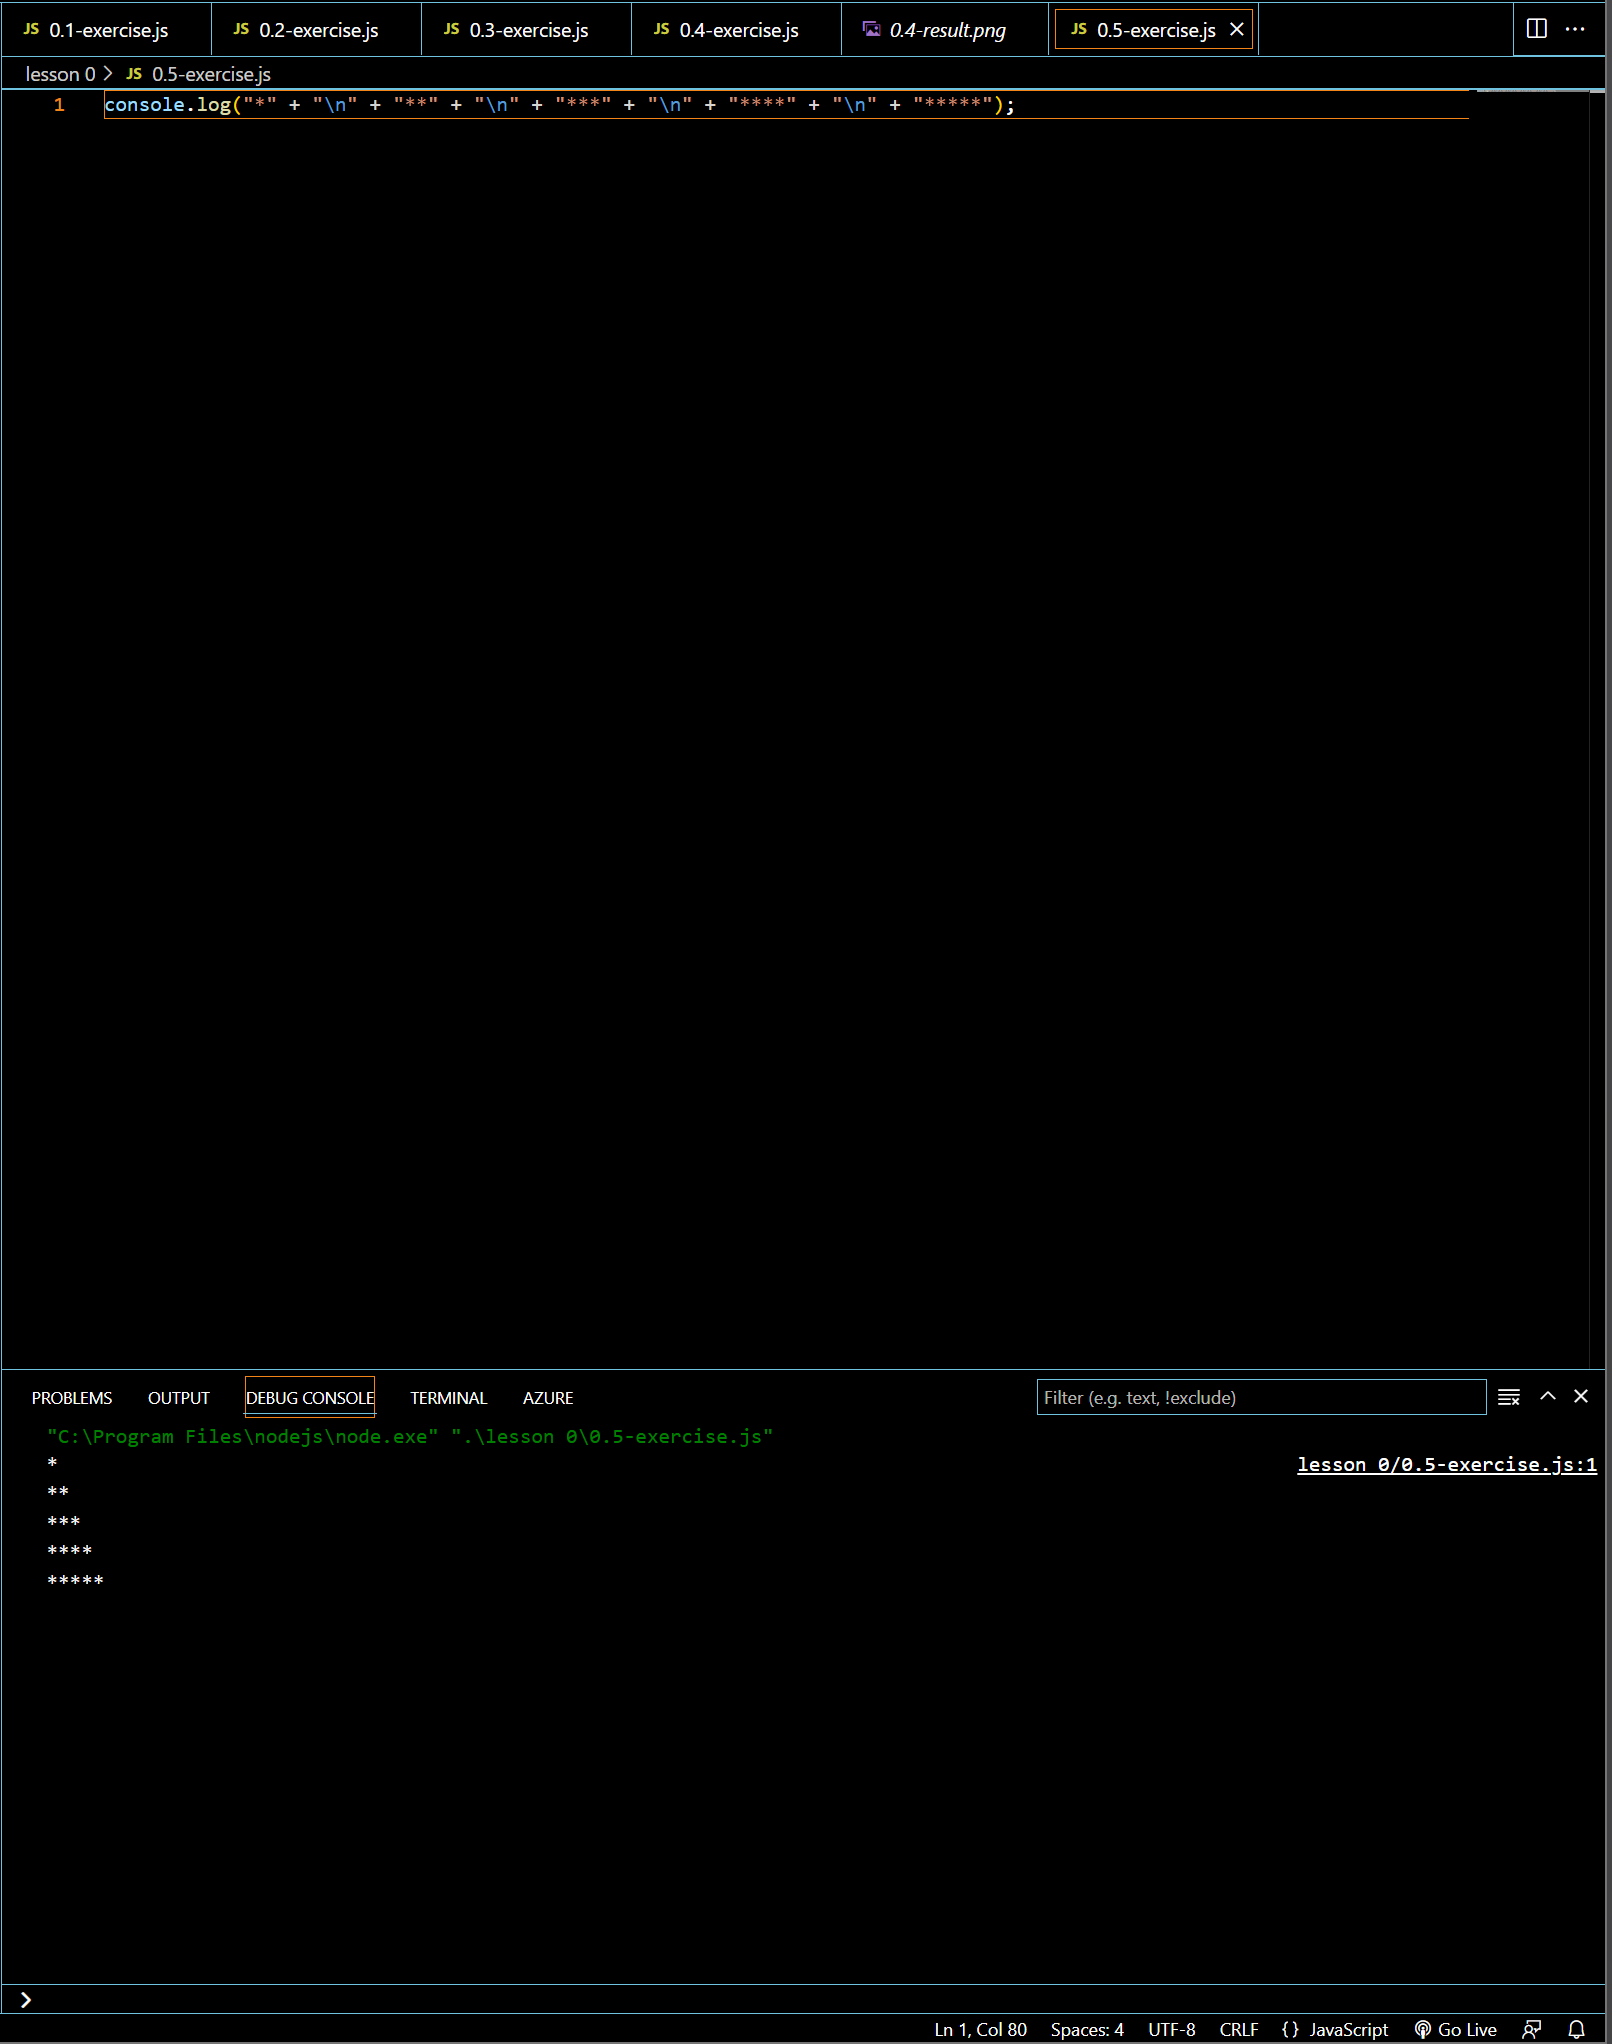 JS 0.1-exercise.js JS 0.2-exercise.js JS 0.3-exercise.js JS 0.4-exercise.js 0.4-result.png JS 0.5-exercise.js
lesson 0 > JS 0.5-exercise.js
1 console.log("*" + "\n" + "**" + "\n" + "***" + "\n" + "****" + "\n" + "*****");
PROBLEMS OUTPUT DEBUG CONSOLE TERMINAL AZURE Filter (e.g. text, !exclude)
"C:\Program Files\nodejs\node.exe" ".\lesson 0\0.5-exercise.js"
* lesson 0/0.5-exercise.js:1
**
***
****
*****
Ln 1, Col 80 Spaces: 4 UTF-8 CRLF {} JavaScript Go Live